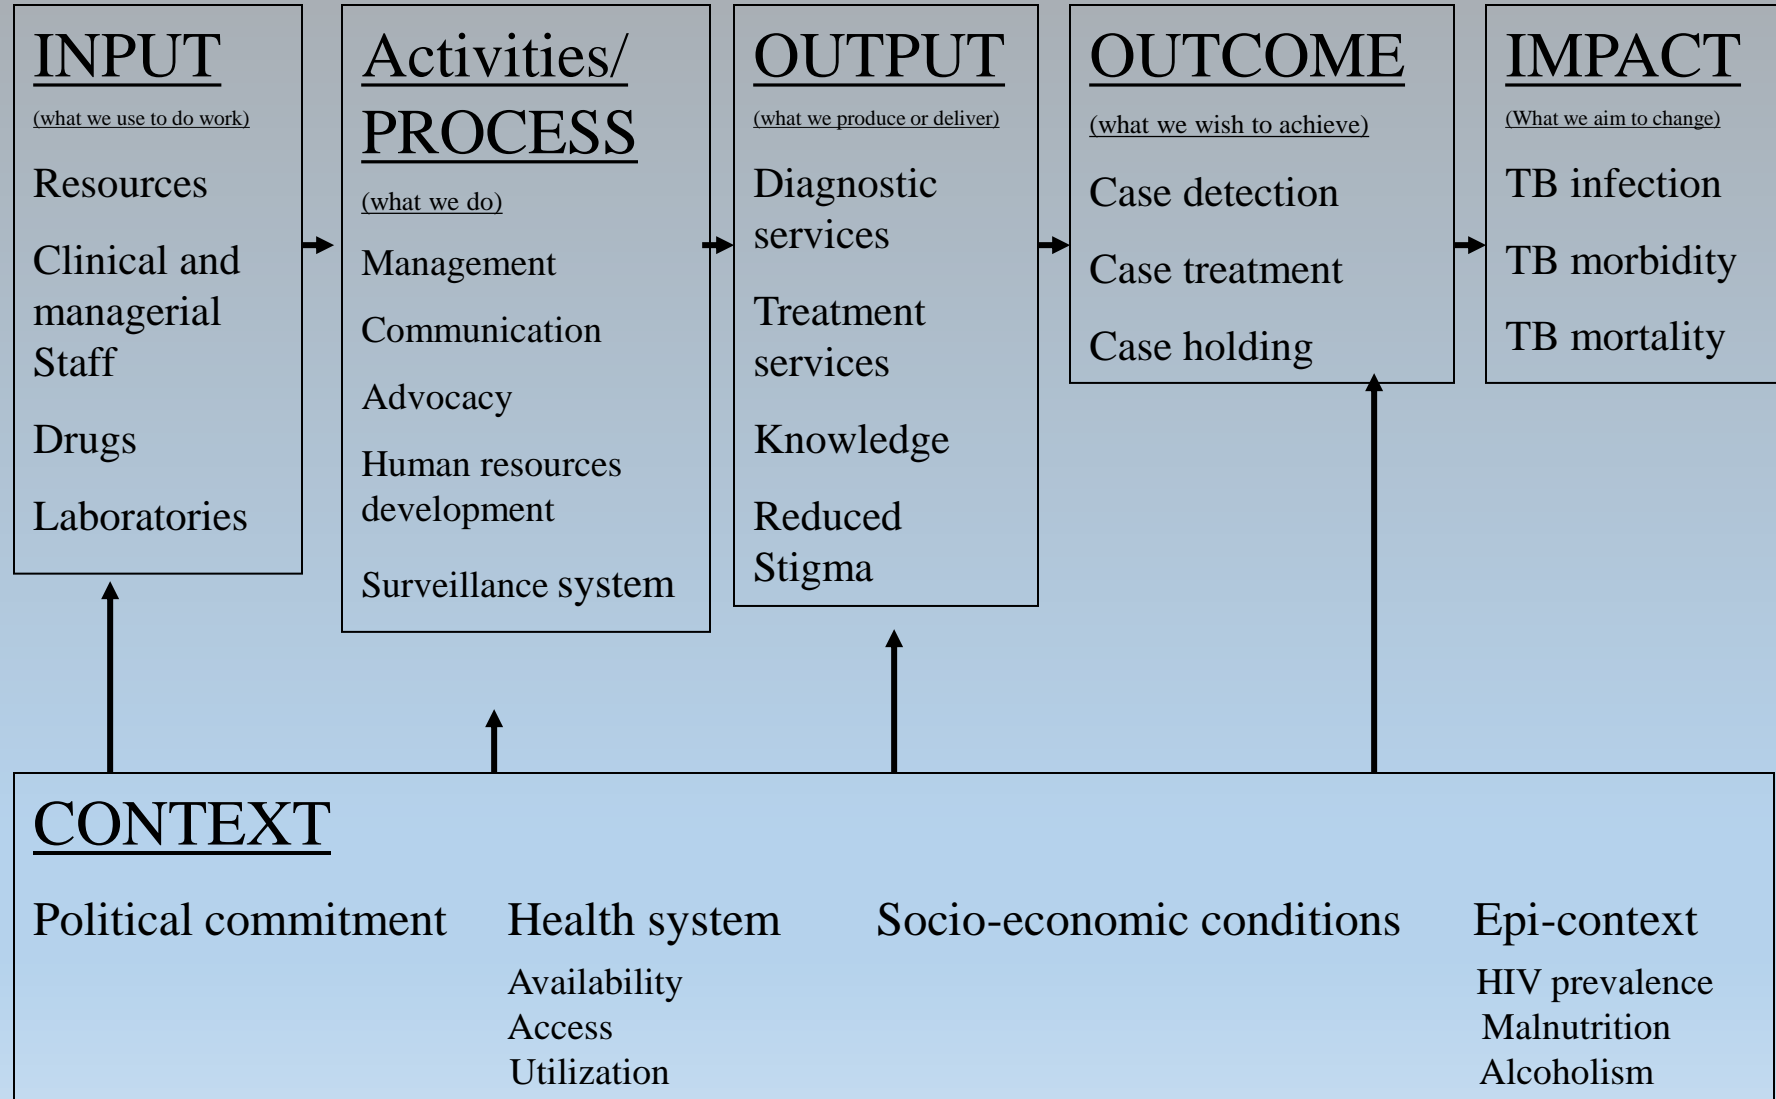 INPUT
(what we use to do work)
Resources
Clinical and
managerial
Staff
Drugs
Laboratories
Activities/
PROCESS
(what we do)
Management
Communication
Advocacy
Human resources
development
Surveillance system
OUTPUT
(what we produce or deliver)
Diagnostic
services
Treatment
services
Knowledge
Reduced
Stigma
OUTCOME
(what we wish to achieve)
Case detection
Case treatment
Case holding
IMPACT
(What we aim to change)
TB infection
TB morbidity
TB mortality
CONTEXT
Political commitment
Health system
Availability
Access
Utilization
Socio-economic conditions
Epi-context
HIV prevalence
Malnutrition
Alcoholism